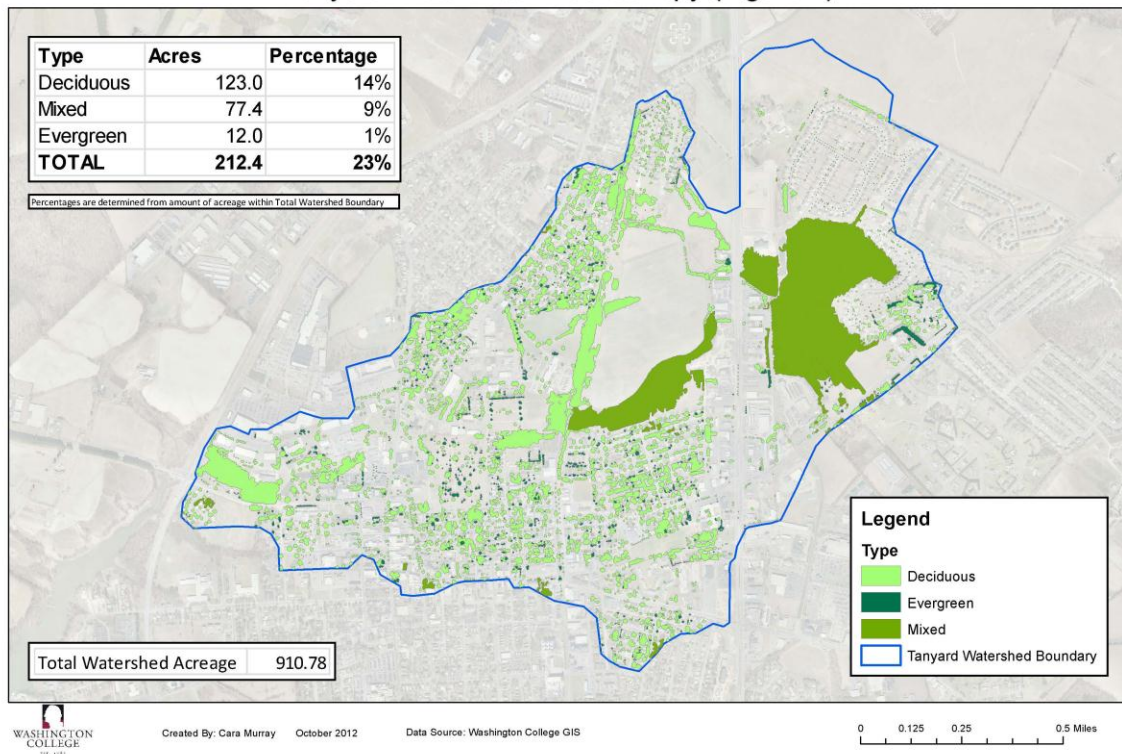 Type Acres Percentage
Deciduous 123.0 14%
Mixed 77.4 9%
Evergreen 12.0 1%
TOTAL 212.4 23%
Percentages are determined from amount of acreage within Total Watershed Boundary
Legend
Type
Deciduous
Evergreen
Mixed
Tanyard Watershed Boundary
Total Watershed Acreage 910.78
WASHINGTON
COLLEGE
Created By: Cara Murray October 2012 Data Source: Washington College GIS
0 0.125 0.25 0.5 Miles